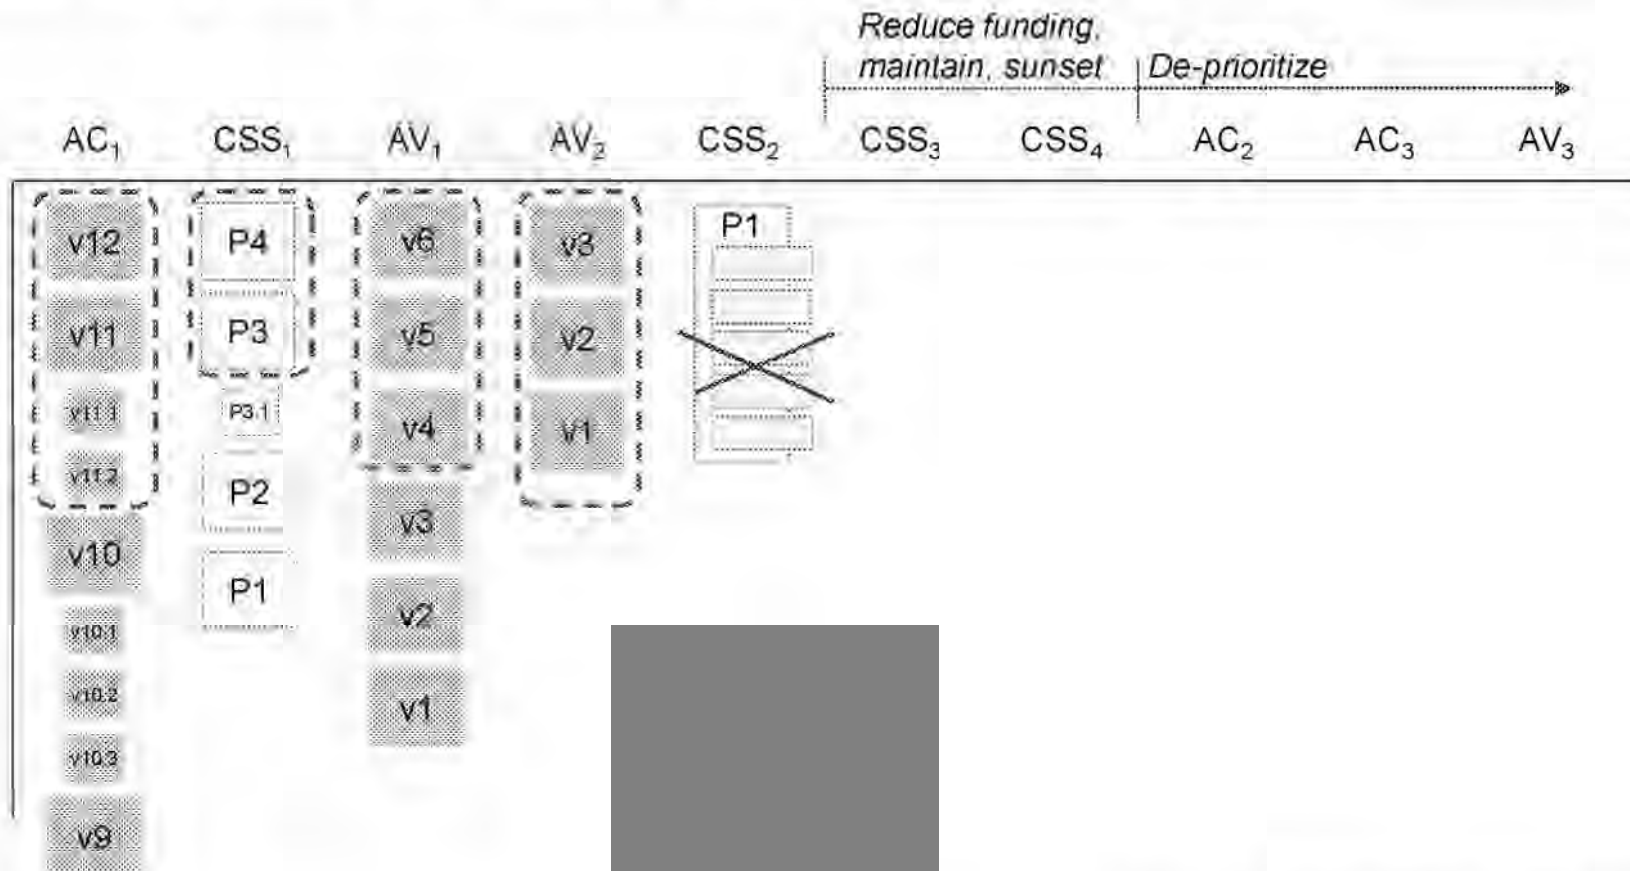 Reduce funding,
maintain, sunset De-prioritize
AC1 CSS1 AV1 AV2 CSS2 CSS3 CSS4 AC2 AC3 AV3
v12 P4 v6 v3 P1
v11 P3 v5 v2
v11.1 P3.1 v4 v1
v11.2 P2 v3
v10 P1 v2
v10.1 v1
v10.2
v10.3
v9